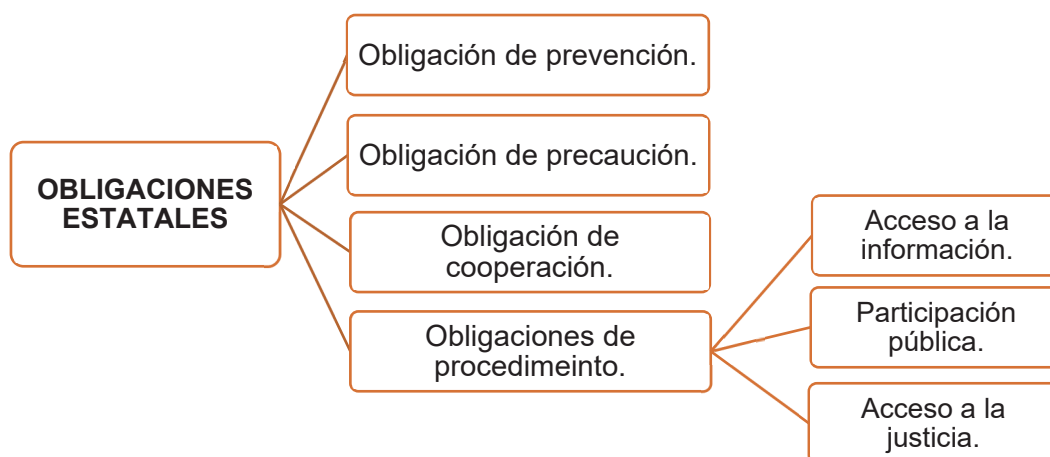 OBLIGACIONES
ESTATALES
Obligación de prevención.
Obligación de precaución.
Obligación de
cooperación.
Obligaciones de
procedimeinto.
Acceso a la
información.
Participación
pública.
Acceso a la
justicia.